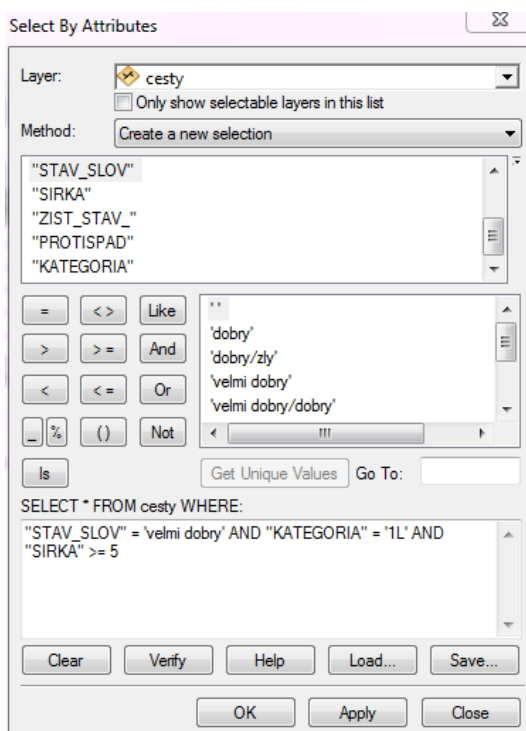 Select By Attributes
Layer: cesty
Only show selectable layers in this list
Method: Create a new selection
"STAV_SLOV"
"SIRKA"
"ZIST_STAV_"
"PROTISPAD"
"KATEGORIA"
= < > Like ' '
'dobry'
> > = And 'dobry/zly'
'velmi dobry'
< < = Or 'velmi dobry/dobry'
_ % () Not
Is Get Unique Values Go To:
SELECT * FROM cesty WHERE:
"STAV_SLOV" = 'velmi dobry' AND "KATEGORIA" = '1L' AND
"SIRKA" >= 5
Clear Verify Help Load... Save...
OK Apply Close